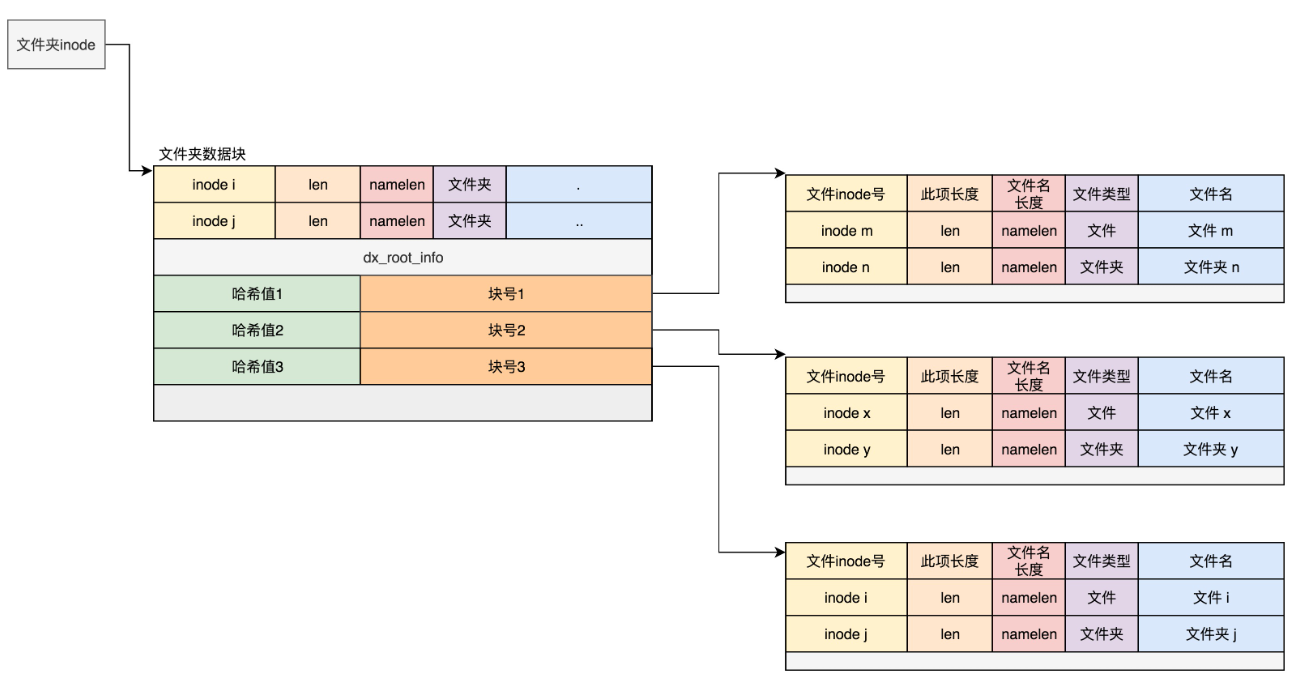 文件夹inode
文件夹数据块
inode i len namelen 文件夹 .
inode j len namelen 文件夹 ..
dx_root_info
哈希值1 块号1
哈希值2 块号2
哈希值3 块号3
文件inode号 此项长度 文件名 长度 文件类型 文件名
inode m len namelen 文件 文件 m
inode n len namelen 文件夹 文件夹 n
文件inode号 此项长度 文件名 长度 文件类型 文件名
inode x len namelen 文件 文件 x
inode y len namelen 文件夹 文件夹 y
文件inode号 此项长度 文件名 长度 文件类型 文件名
inode i len namelen 文件 文件 i
inode j len namelen 文件夹 文件夹 j